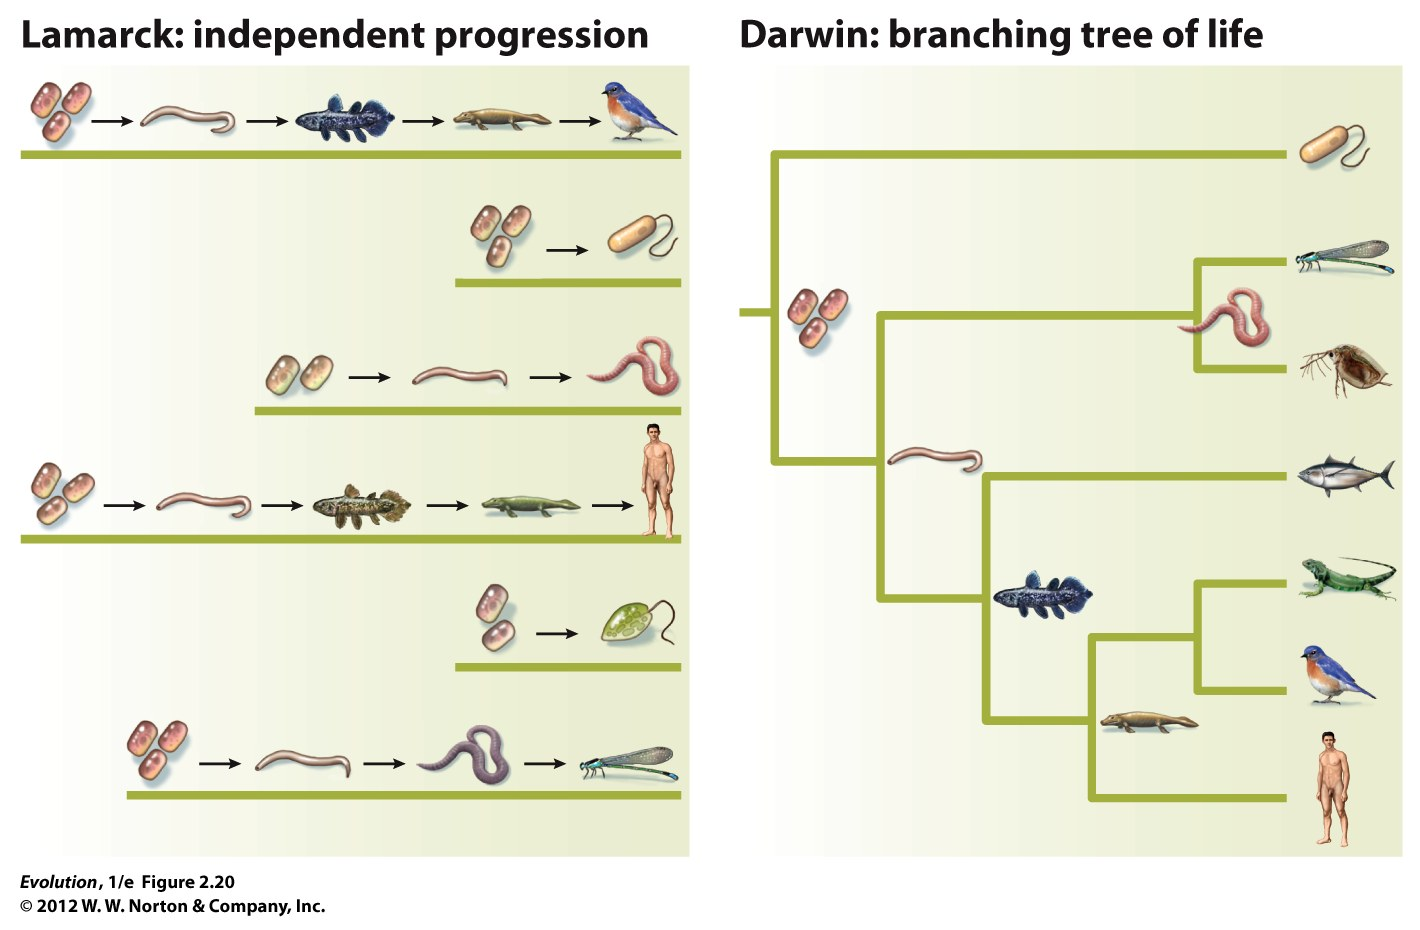 Lamarck: independent progression
Darwin: branching tree of life
Evolution, 1/e Figure 2.20
© 2012 W. W. Norton & Company, Inc.